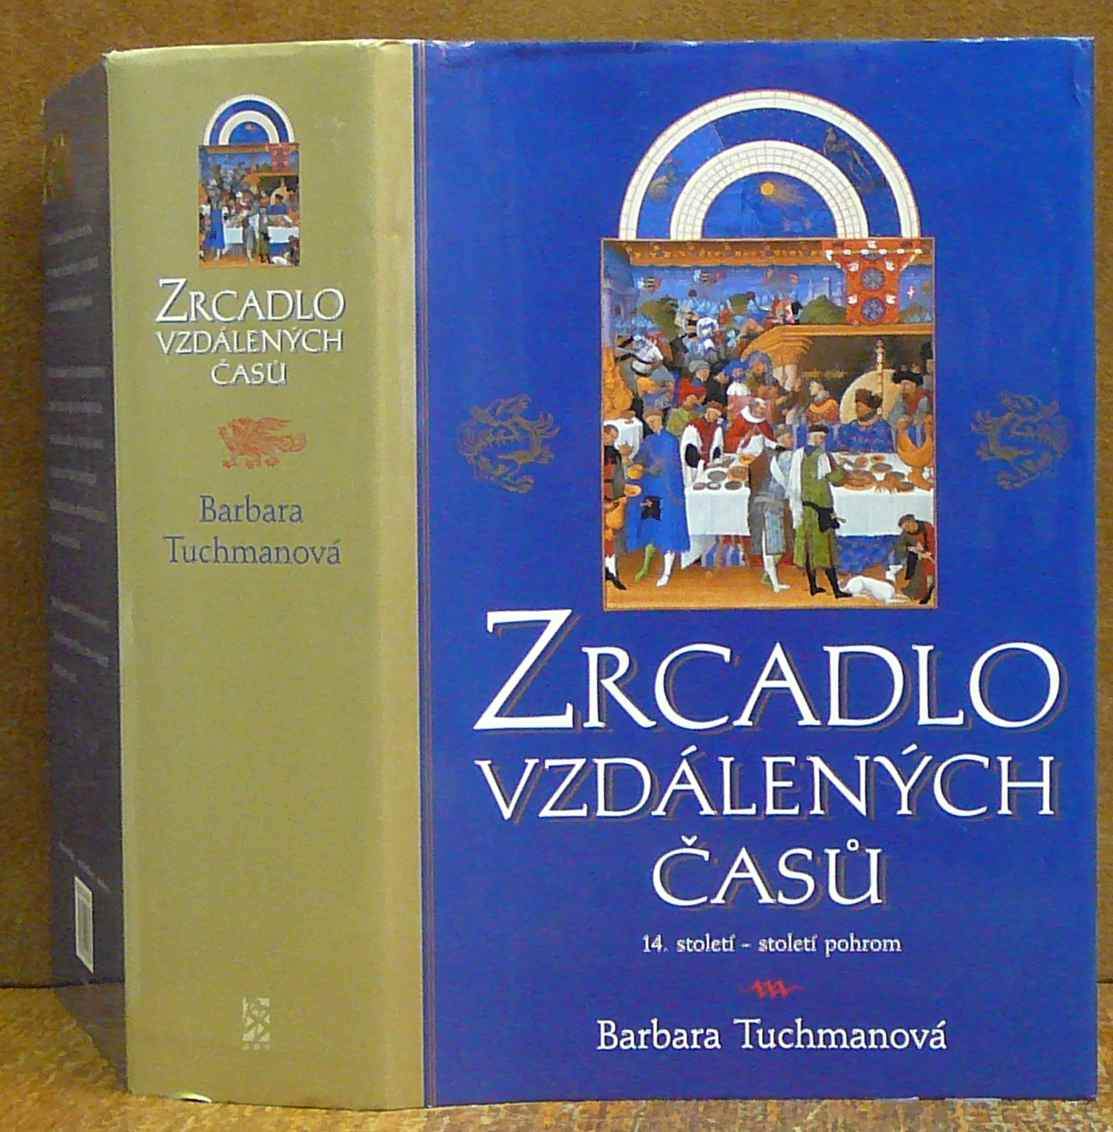 ZRCADLO
VZDÁLENÝCH
ČASŮ
Barbara
Tuchmanová
ZRCADLO
VZDÁLENÝCH
ČASŮ
14. století – století pohrom
Barbara Tuchmanová